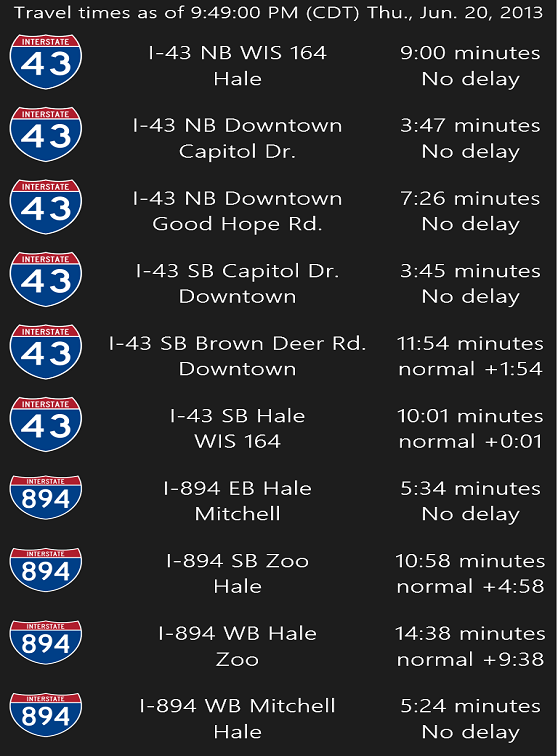 Travel times as of 9:49:00 PM (CDT) Thu., Jun. 20, 2013
INTERSTATE
43
I-43 NB WIS 164
Hale
9:00 minutes
No delay
INTERSTATE
43
I-43 NB Downtown
Capitol Dr.
3:47 minutes
No delay
INTERSTATE
43
I-43 NB Downtown
Good Hope Rd.
7:26 minutes
No delay
INTERSTATE
43
I-43 SB Capitol Dr.
Downtown
3:45 minutes
No delay
INTERSTATE
43
I-43 SB Brown Deer Rd.
Downtown
11:54 minutes
normal +1:54
INTERSTATE
43
I-43 SB Hale
WIS 164
10:01 minutes
normal +0:01
INTERSTATE
894
I-894 EB Hale
Mitchell
5:34 minutes
No delay
INTERSTATE
894
I-894 SB Zoo
Hale
10:58 minutes
normal +4:58
INTERSTATE
894
I-894 WB Hale
Zoo
14:38 minutes
normal +9:38
INTERSTATE
894
I-894 WB Mitchell
Hale
5:24 minutes
No delay